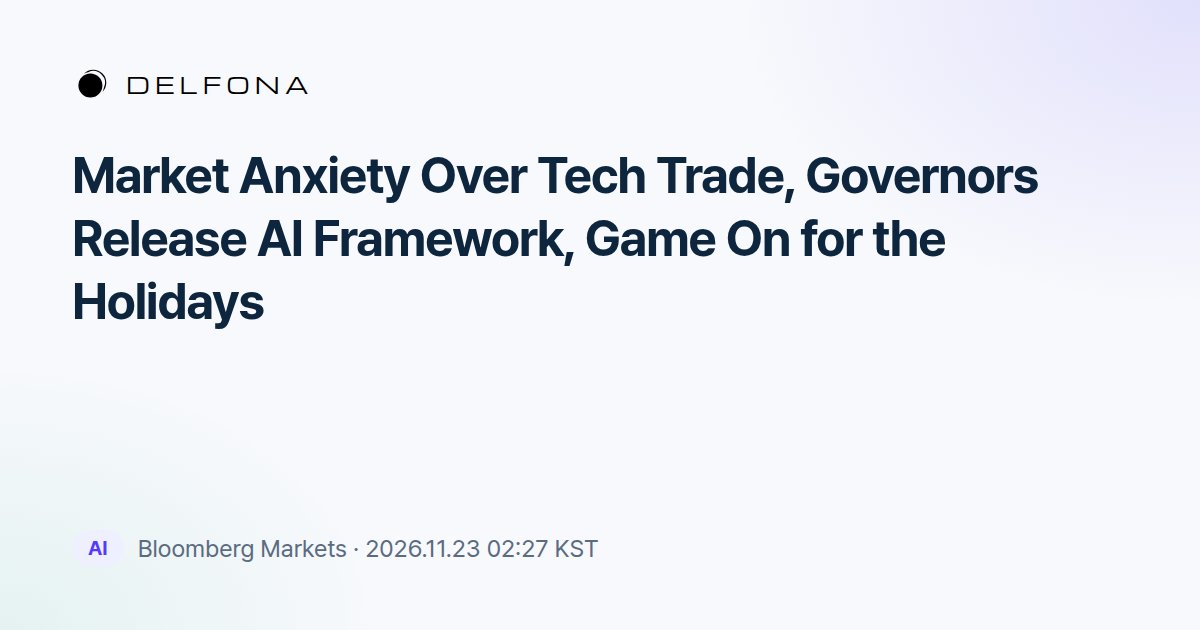 DELFONA
Market Anxiety Over Tech Trade, Governors
Release AI Framework, Game On for the
Holidays
AI Bloomberg Markets · 2026.11.23 02:27 KST